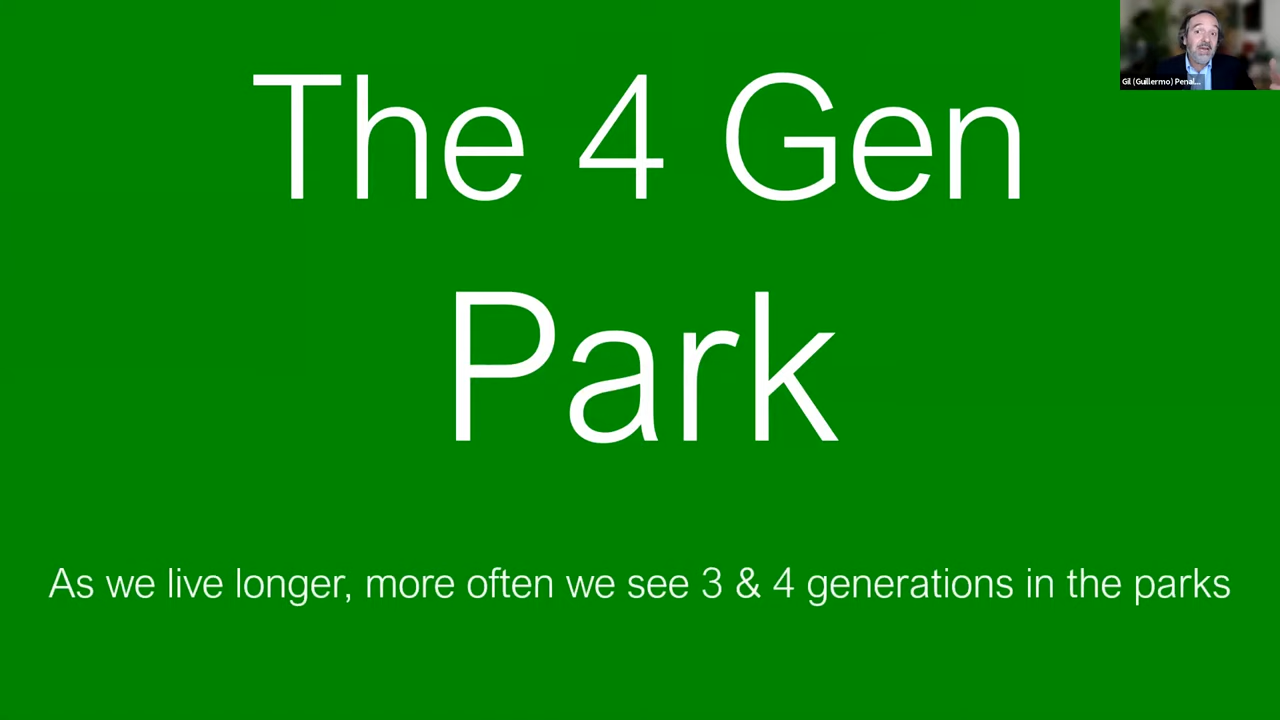 Gil (Guillermo) Penal...
The 4 Gen
Park
As we live longer, more often we see 3 & 4 generations in the parks